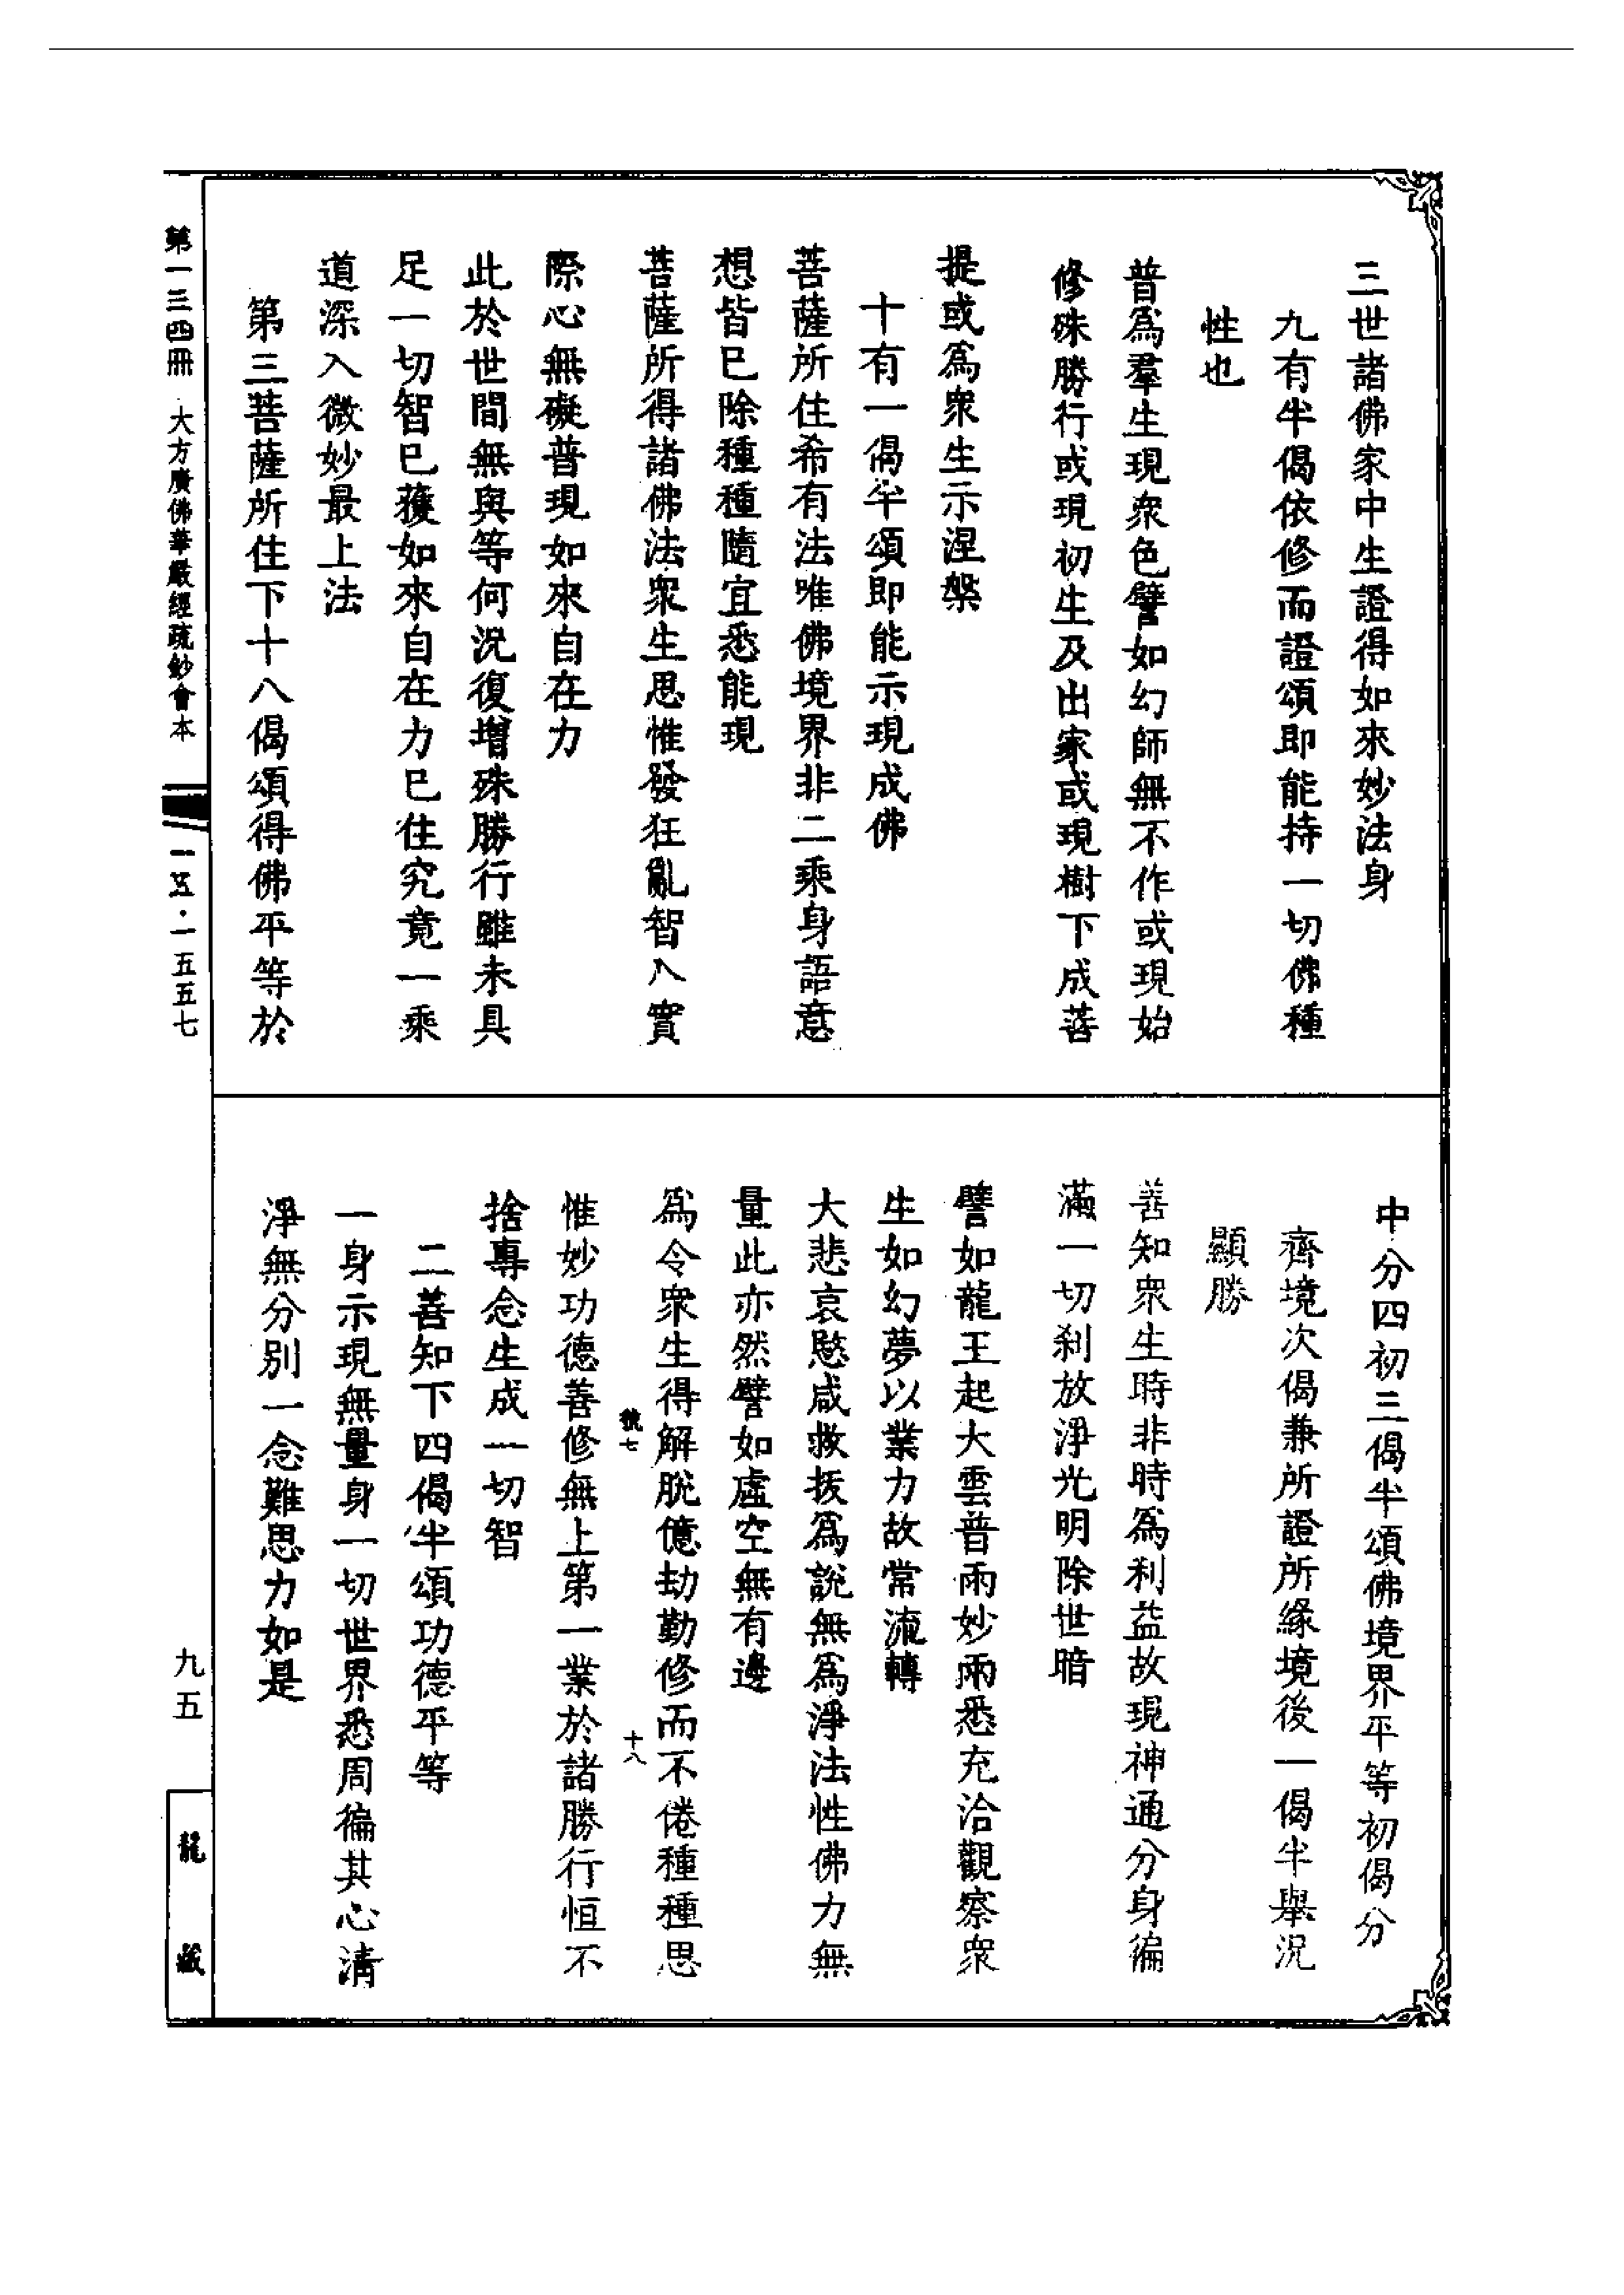 三世諸佛家中生證得如來妙法身
九有半偈依修而證頌即能持一切佛種
性也
普爲羣生現衆色譬如幻師無不作或現始
修殊勝行或現初生及出家或現樹下成菩
提或爲衆生示涅槃
十有一偈半頌即能示現成佛
菩薩所住希有法唯佛境界非二乘身語意
想皆已除種種隨宜悉能現
菩薩所得諸佛法衆生思惟發狂亂智入實
際心無礙普現如來自在力
此於世間無與等何況復增殊勝行雖未具
足一切智已獲如來自在力已住究竟一乘
道深入微妙最上法
第三菩薩所住下十八偈頌得佛平等於
中分四初三偈半頌佛境界平等初偈分
齊境次偈兼所證所緣境後一偈半舉況
顯勝
善知衆生時非時爲利益故現神通分身徧
滿一切刹放淨光明除世暗
譬如龍王起大雲普雨妙雨悉充洽觀察衆
生如幻夢以業力故常流轉
大悲哀愍咸救拔爲說無爲淨法性佛力無
量此亦然譬如虛空無有邊
爲令衆生得解脫億劫勤修而不倦種種思
惟妙功德善修無上第一業於諸勝行恒不
捨專念生成一切智
二善知下四偈半頌功德平等
一身示現無量身一切世界悉周徧其心清
淨無分別一念難思力如是
第一三四冊 大方廣佛華嚴經疏鈔會本
一五五·一五五七
九五
龍藏